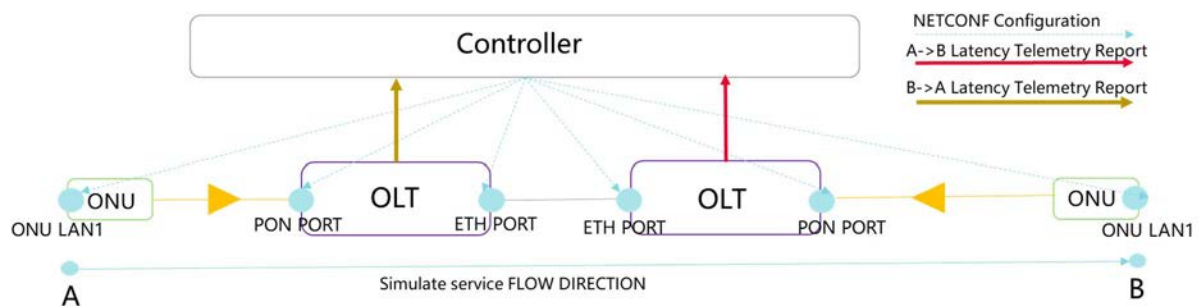 NETCONF Configuration
Controller
A->B Latency Telemetry Report
B->A Latency Telemetry Report
ONU
OLT
OLT
ONU
ONU LAN1
PON PORT
ETH PORT
ETH PORT
PON PORT
ONU LAN1
Simulate service FLOW DIRECTION
A
B